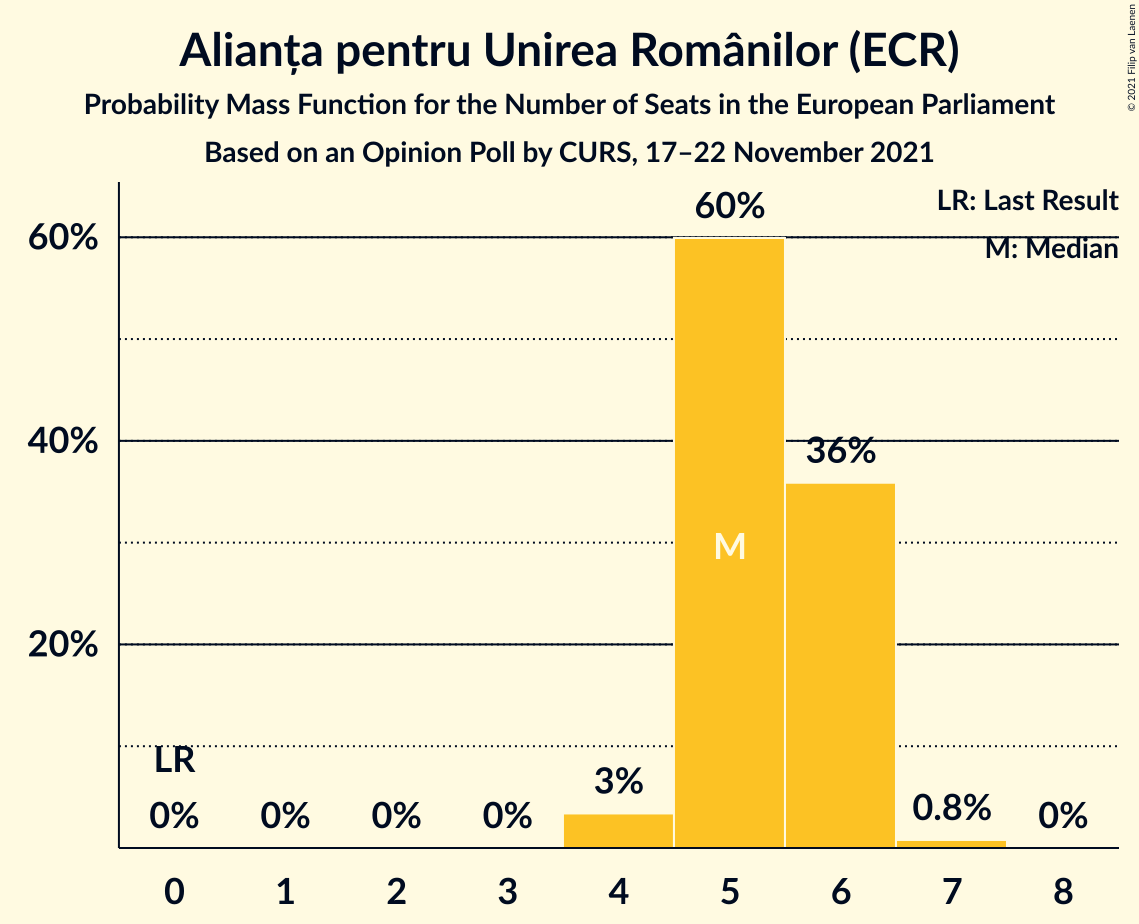 Alianța pentru Unirea Românilor (ECR)
Probability Mass Function for the Number of Seats in the European Parliament
Based on an Opinion Poll by CURS, 17–22 November 2021
© 2021 Filip van Laenen
LR: Last Result
M: Median
60%
40%
20%
60%
36%
M
LR
0%
0%
0%
0%
3%
0.8%
0%
0 1 2 3 4 5 6 7 8